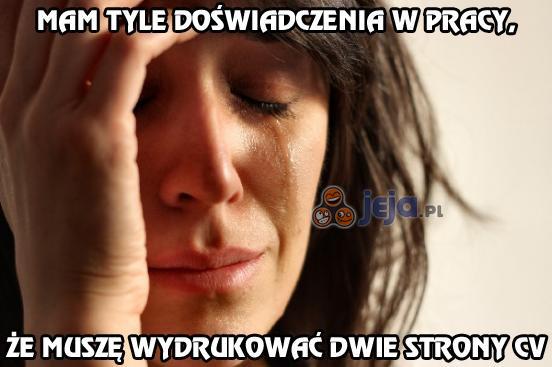 MAM TYLE DOŚWIADCZENIA W PRACY,
jeja.PL
ŻE MUSZĘ WYDRUKOWAĆ DWIE STRONY CV